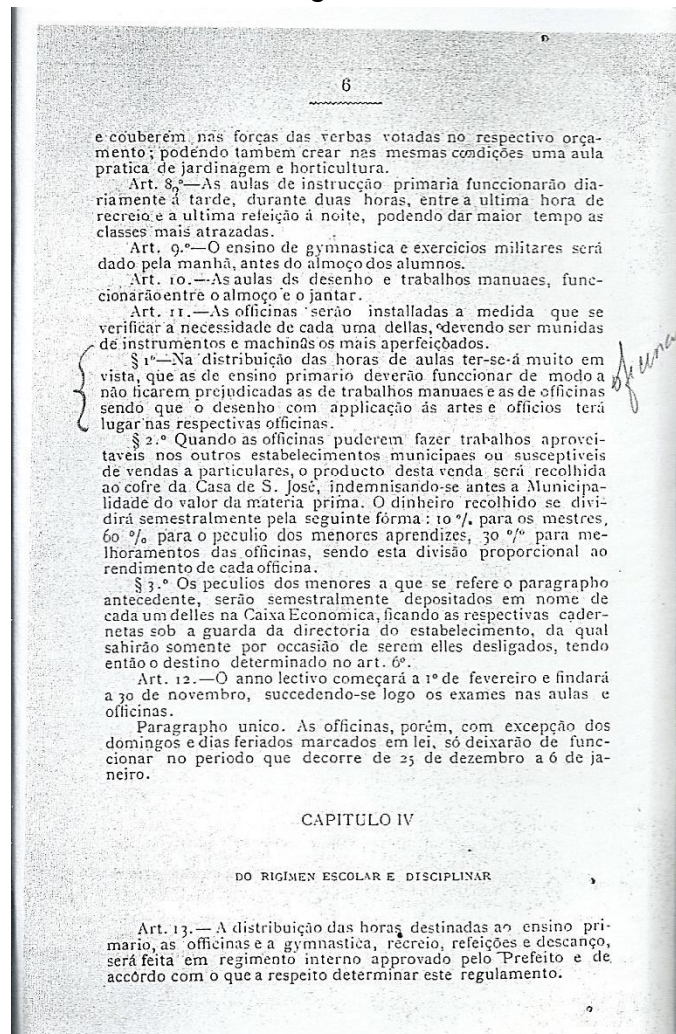 6
e couberem nas forças das verbas votadas no respectivo orça-
mento; podendo tambem crear nas mesmas condições uma aula
pratica de jardinagem e horticultura.
Art. 8.º—As aulas de instrucção primaria funccionarão dia-
riamente á tarde, durante duas horas, entre a ultima hora de
recreio e a ultima refeição á noite, podendo dar maior tempo as
classes mais atrazadas.
Art. 9.º—O ensino de gymnastica e exercicios militares será
dado pela manhã, antes do almoço dos alumnos.
Art. 10.—As aulas ds desenho e trabalhos manuaes, func-
cionarão entre o almoço e o jantar.
Art. 11.—As officinas serão installadas a medida que se
verificar a necessidade de cada uma dellas, devendo ser munidas
de instrumentos e machinas os mais aperfeiçoados.
§ 1º—Na distribuição das horas de aulas ter-se-á muito em
vista, que as de ensino primario deverão funccionar de modo a
não ficarem prejudicadas as de trabalhos manuaes e as de officinas
sendo que o desenho com applicação ás artes e officios terá
lugar nas respectivas officinas.
oficina
§ 2.º Quando as officinas puderem fazer trabalhos aprovei-
taveis nos outros estabelecimentos municipaes ou susceptiveis
de vendas a particulares, o producto desta venda será recolhida
ao cofre da Casa de S. José, indemnisando-se antes a Municipa-
lidade do valor da materia prima. O dinheiro recolhido se divi-
dirá semestralmente pela seguinte fórma: 10 %. para os mestres,
60 % para o peculio dos menores aprendizes, 30 % para me-
lhoramentos das officinas, sendo esta divisão proporcional ao
rendimento de cada officina.
§ 3.º Os peculios dos menores a que se refere o paragrapho
antecedente, serão semestralmente depositados em nome de
cada um delles na Caixa Economica, ficando as respectivas cader-
netas sob a guarda da directoria do estabelecimento, da qual
sahirão somente por occasião de serem elles desligados, tendo
então o destino determinado no art. 6º.
Art. 12.—O anno lectivo começará a 1º de fevereiro e findará
a 30 de novembro, succedendo-se logo os exames nas aulas e
officinas.
Paragrapho unico. As officinas, porém, com excepção dos
domingos e dias feriados marcados em lei, só deixarão de func-
cionar no periodo que decorre de 25 de dezembro a 6 de ja-
neiro.
CAPITULO IV
DO RIGIMEN ESCOLAR E DISCIPLINAR
Art. 13.— A distribuição das horas destinadas ao ensino pri-
mario, as officinas e a gymnastica, recreio, refeições e descanço,
será feita em regimento interno approvado pelo Prefeito e de
accôrdo com o que a respeito determinar este regulamento.